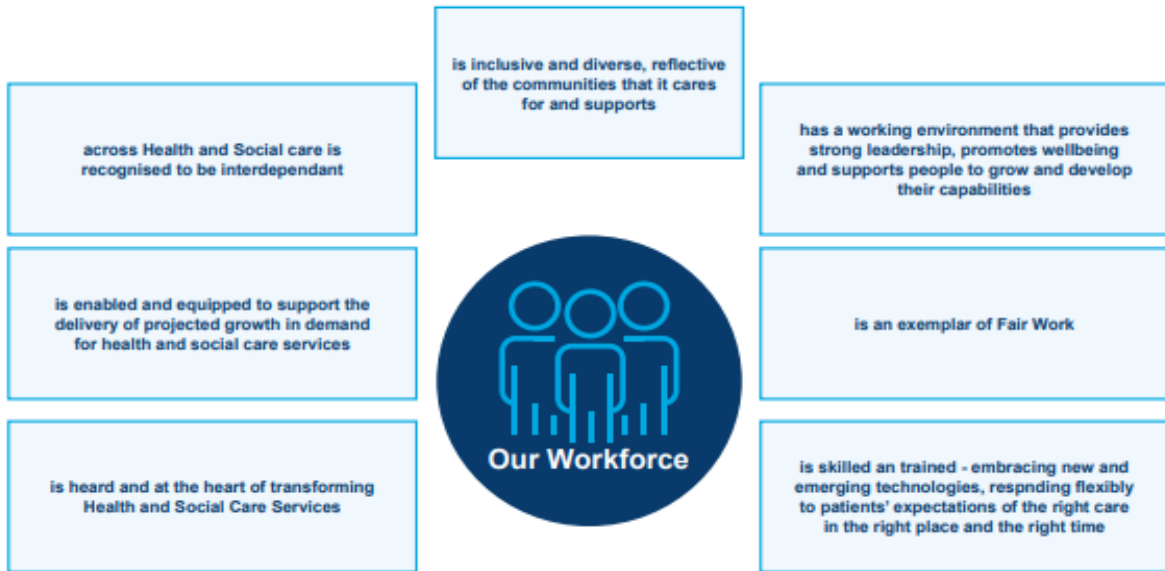 is inclusive and diverse, reflective
of the communities that it cares
for and supports
across Health and Social care is
recognised to be interdependant
has a working environment that provides
strong leadership, promotes wellbeing
and supports people to grow and develop
their capabilities
is enabled and equipped to support the
delivery of projected growth in demand
for health and social care services
is an exemplar of Fair Work
Our Workforce
is heard and at the heart of transforming
Health and Social Care Services
is skilled an trained - embracing new and
emerging technologies, respnding flexibly
to patients' expectations of the right care
in the right place and the right time